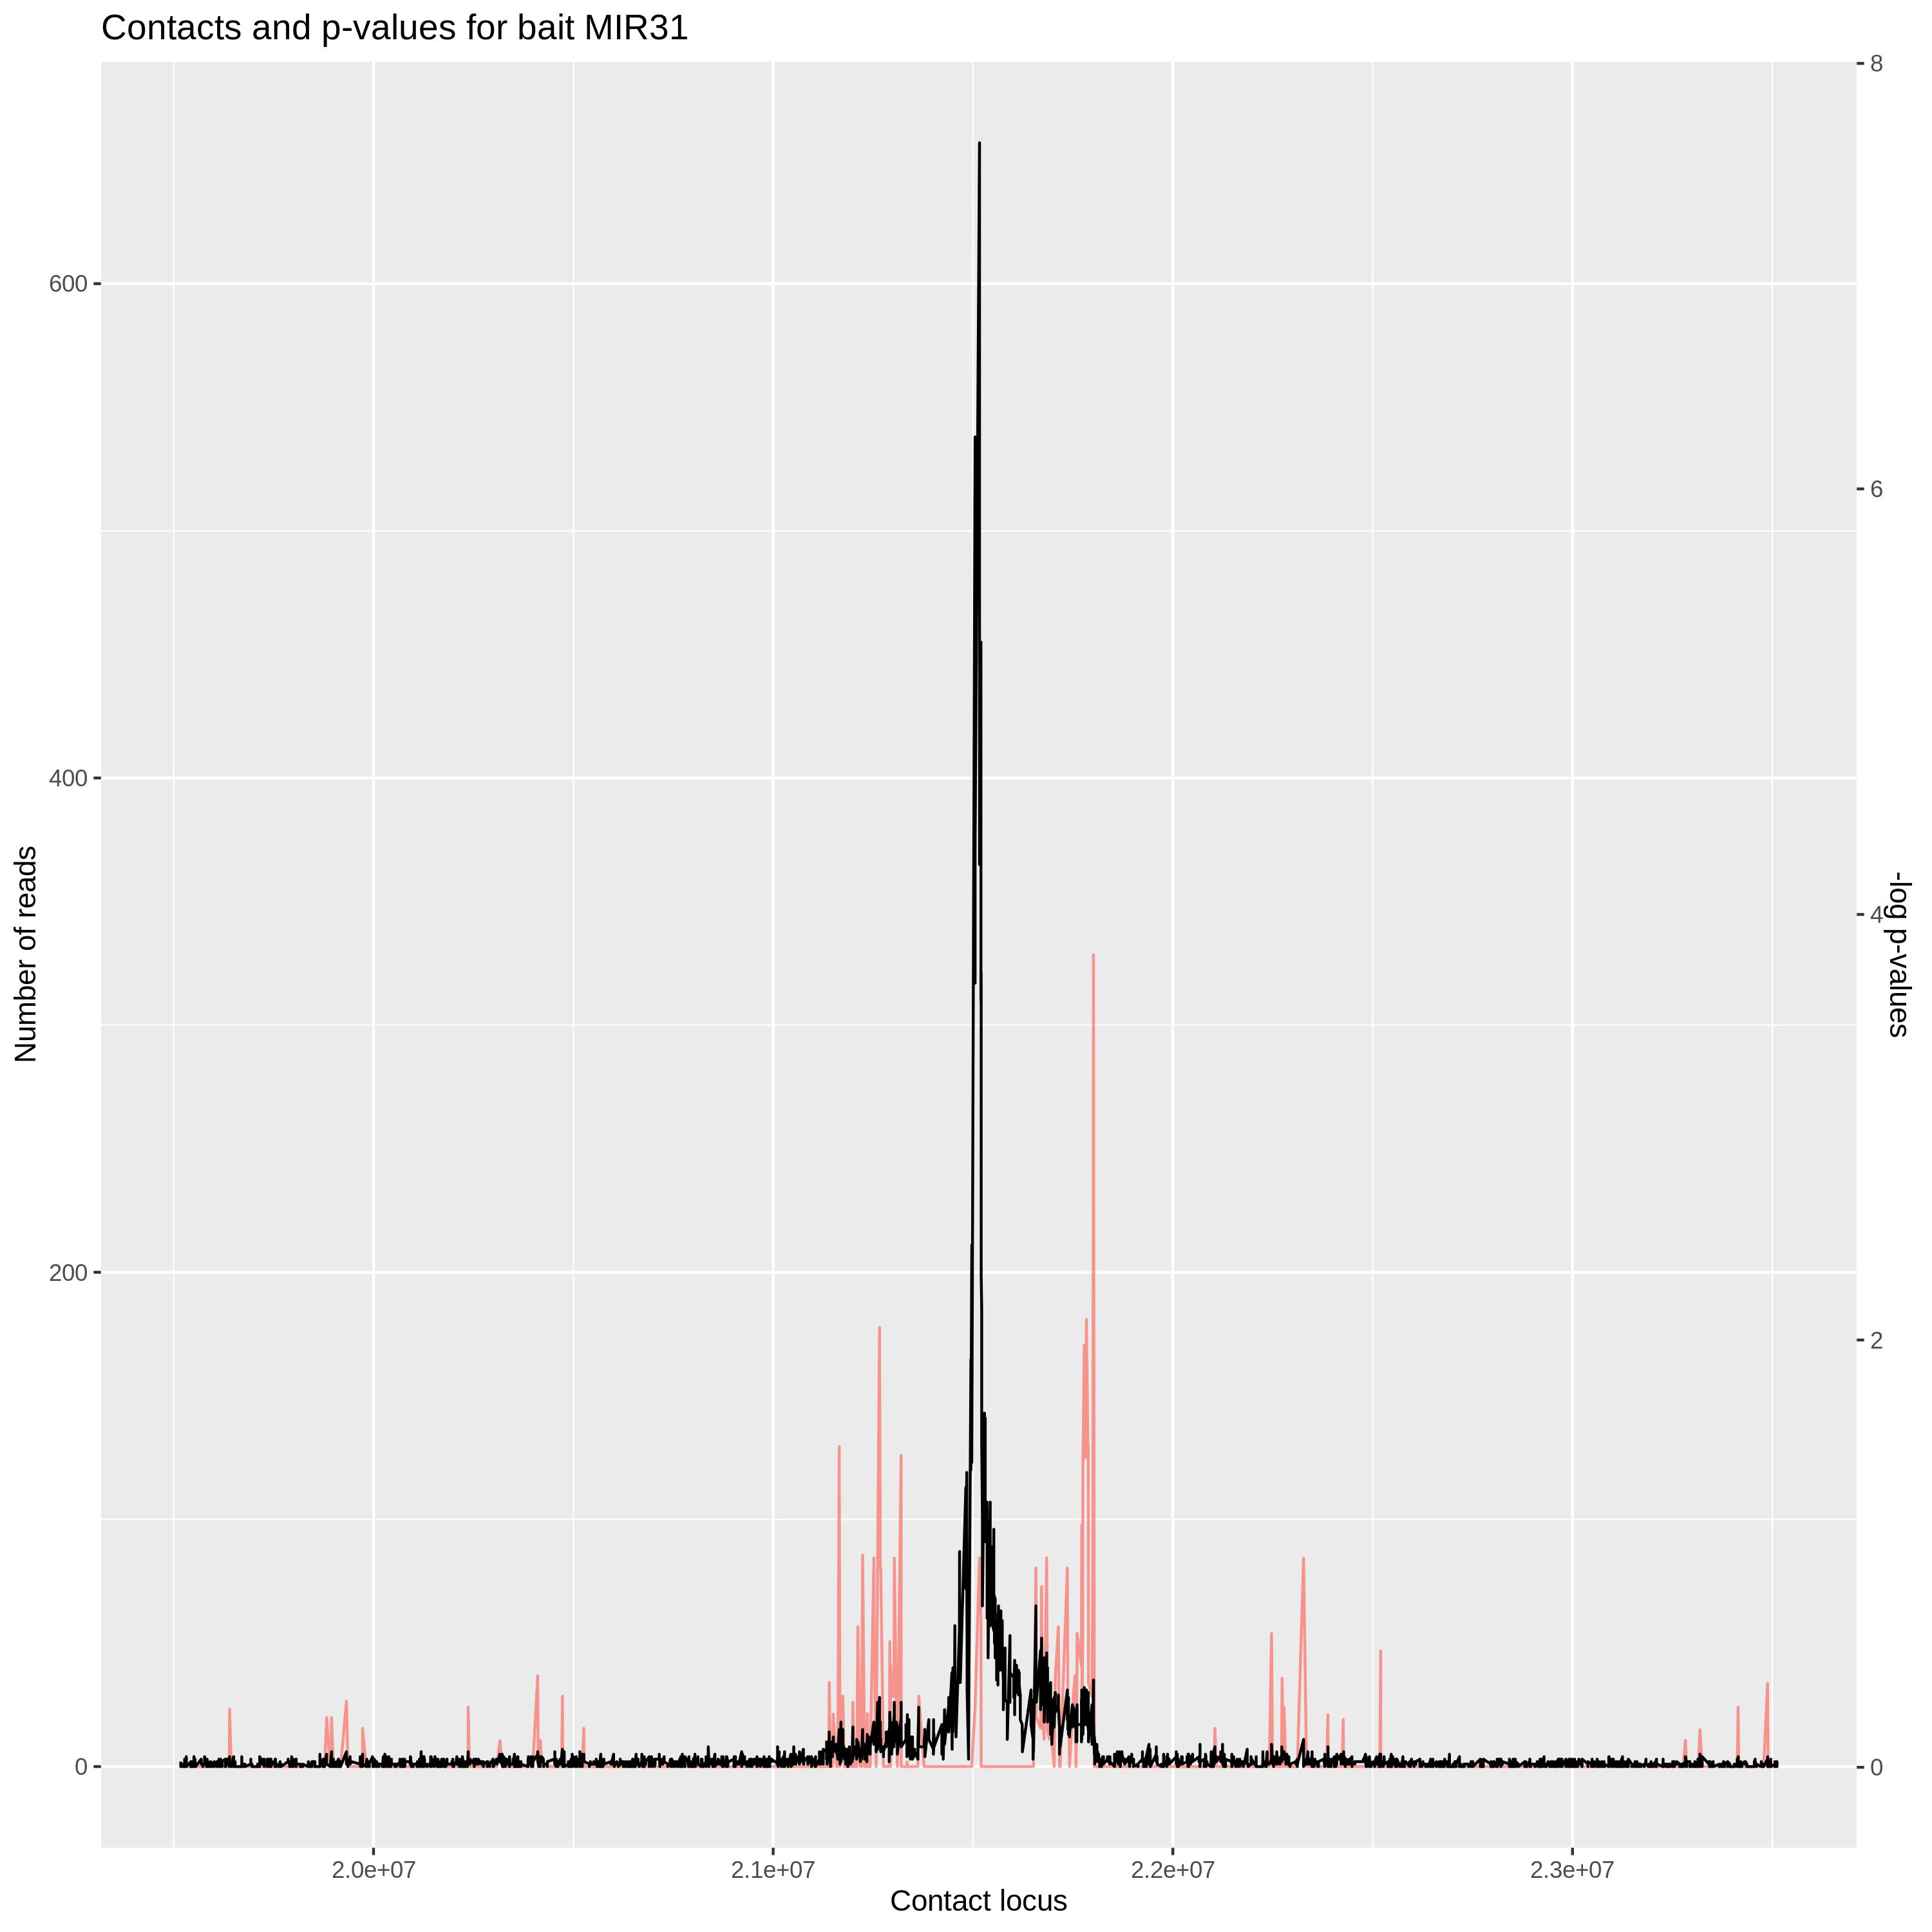 Contacts and p-values for bait MIR31
8
600
6
400
4
Number of reads
-log p-values
200
2
0
0
2.0e+07 2.1e+07 2.2e+07 2.3e+07
Contact locus